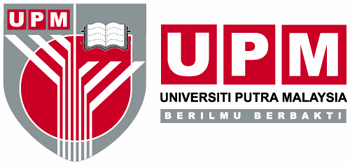 UPM
UPM
UNIVERSITI PUTRA MALAYSIA
BERILMU BERBAKTI